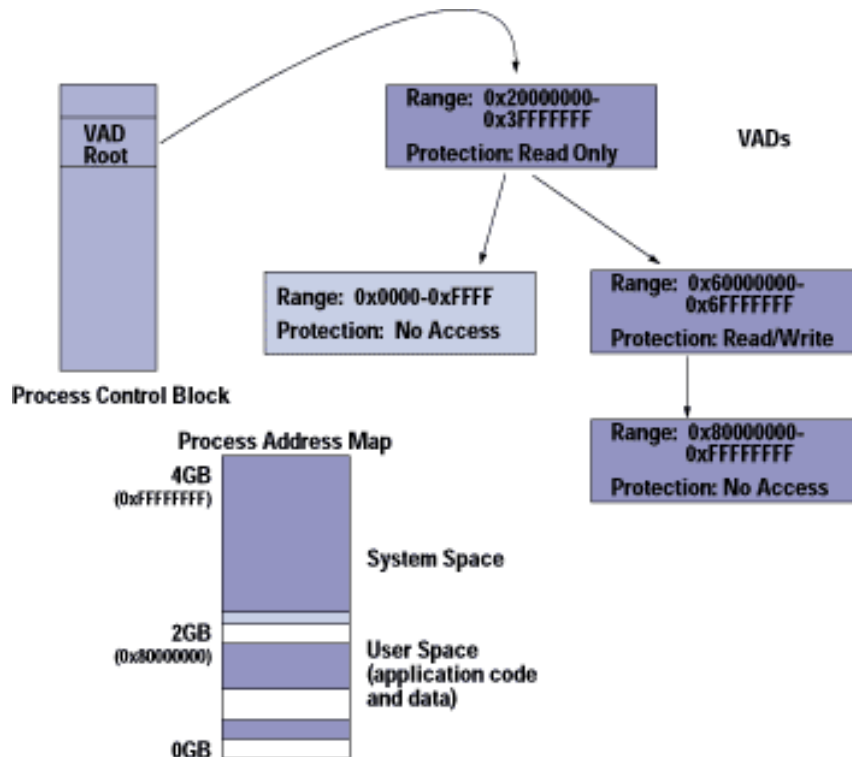 Range: 0x20000000-
0x3FFFFFFF
Protection: Read Only
VAD
Root
VADs
Range: 0x0000-0xFFFF
Protection: No Access
Range: 0x60000000-
0x6FFFFFFF
Protection: Read/Write
Process Control Block
Range: 0x80000000-
0xFFFFFFFF
Protection: No Access
Process Address Map
4GB
(0xFFFFFFFF)
System Space
2GB
(0x80000000)
User Space
(application code
and data)
0GB